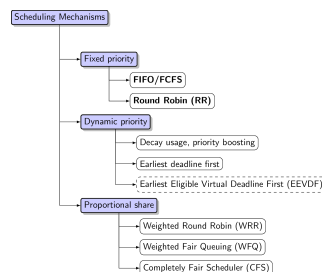 Scheduling Mechanisms
Fixed priority
FIFO/FCFS
Round Robin (RR)
Dynamic priority
Decay usage, priority boosting
Earliest deadline first
Earliest Eligible Virtual Deadline First (EEVDF)
Proportional share
Weighted Round Robin (WRR)
Weighted Fair Queuing (WFQ)
Completely Fair Scheduler (CFS)